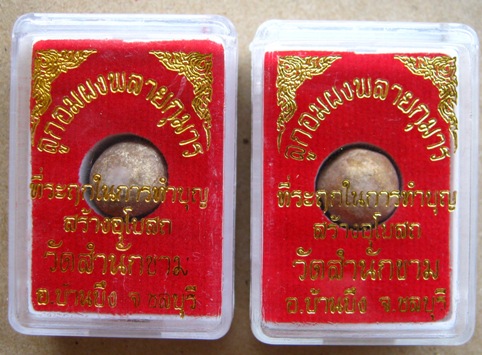 ลูกอมผงพลายกุมาร
ที่ระฤกในการทำบุญ
สร้างอุโบสถ
วัดสำนักขาม
อ.บ้านบึง จ.ชลบุรี
ลูกอมผงพลายกุมาร
ที่ระฤกในการทำบุญ
สร้างอุโบสถ
วัดสำนักขาม
อ.บ้านบึง จ.ชลบุรี